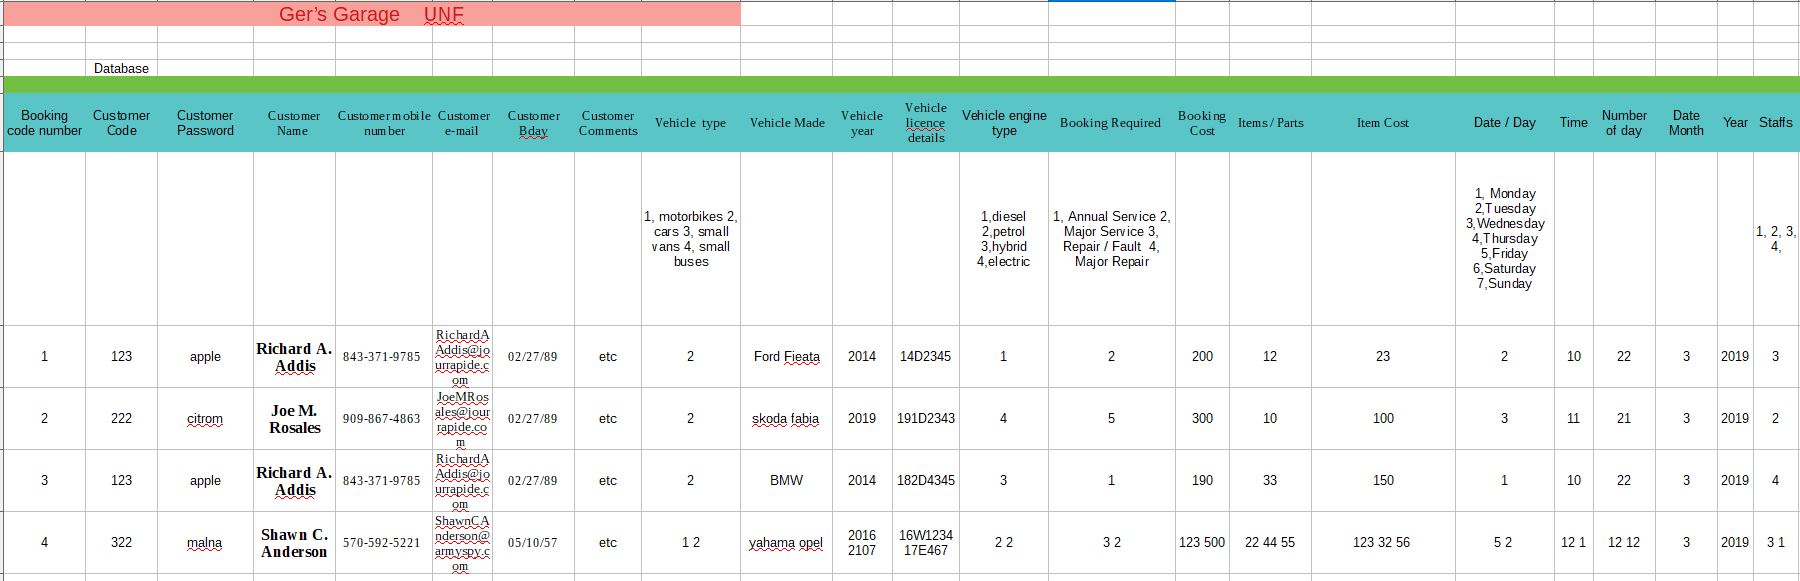 Ger's Garage UNF
Database
Booking code number Customer Code Customer Password Customer Name Customer mobile number Customer e-mail Customer Bday Customer Comments Vehicle type Vehicle Made Vehicle year Vehicle licence details Vehicle engine type Booking Required Booking Cost Items / Parts Item Cost Date / Day Time Number of day Date Month Year Staffs
1, motorbikes 2, cars 3, small vans 4, small buses
1,diesel 2,petrol 3,hybrid 4,electric
1, Annual Service 2, Major Service 3, Repair / Fault 4, Major Repair
1, Monday 2,Tuesday 3,Wednesday 4,Thursday 5,Friday 6,Saturday 7,Sunday
1, 2, 3, 4,
1 123 apple Richard A. Addis 843-371-9785 RichardAAddis@jourrapide.com 02/27/89 etc 2 Ford Fieata 2014 14D2345 1 2 200 12 23 2 10 22 3 2019 3
2 222 citrom Joe M. Rosales 909-867-4863 JoeMRosales@jourrapide.com 02/27/89 etc 2 skoda fabia 2019 191D2343 4 5 300 10 100 3 11 21 3 2019 2
3 123 apple Richard A. Addis 843-371-9785 RichardAAddis@jourrapide.com 02/27/89 etc 2 BMW 2014 182D4345 3 1 190 33 150 1 10 22 3 2019 4
4 322 malna Shawn C. Anderson 570-592-5221 ShawnCAnderson@armyspy.com 05/10/57 etc 1 2 yahama opel 2016 2107 16W1234 17E467 2 2 3 2 123 500 22 44 55 123 32 56 5 2 12 1 12 12 3 2019 3 1